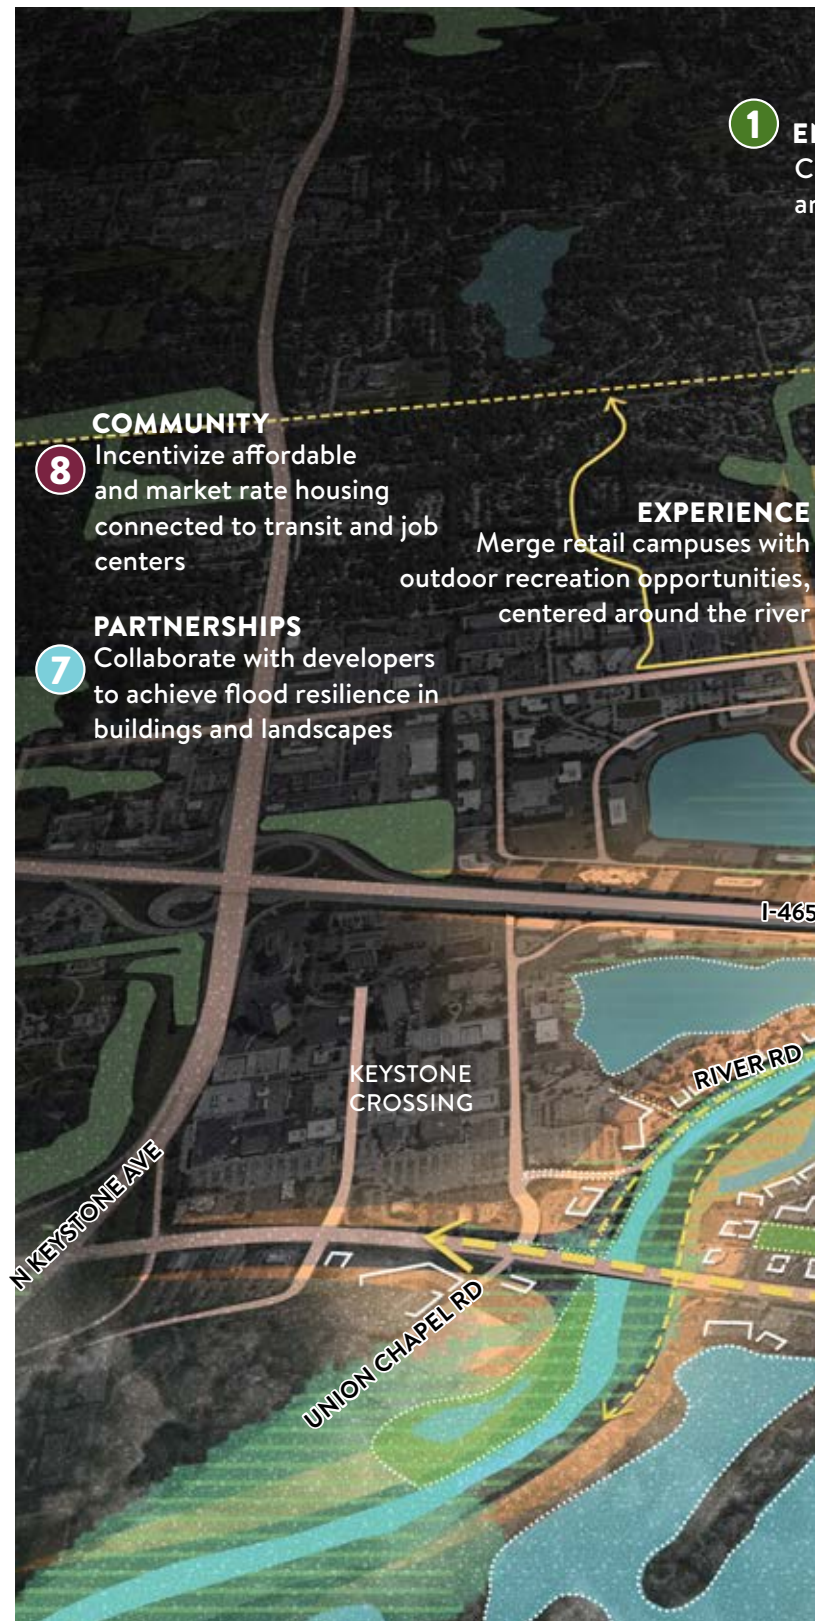 1
8
COMMUNITY
Incentivize affordable
and market rate housing
connected to transit and job
centers
EXPERIENCE
Merge retail campuses with
outdoor recreation opportunities,
centered around the river
7
PARTNERSHIPS
Collaborate with developers
to achieve flood resilience in
buildings and landscapes
I-465
RIVER RD
KEYSTONE
CROSSING
N KEYSTONE AVE
UNION CHAPEL RD